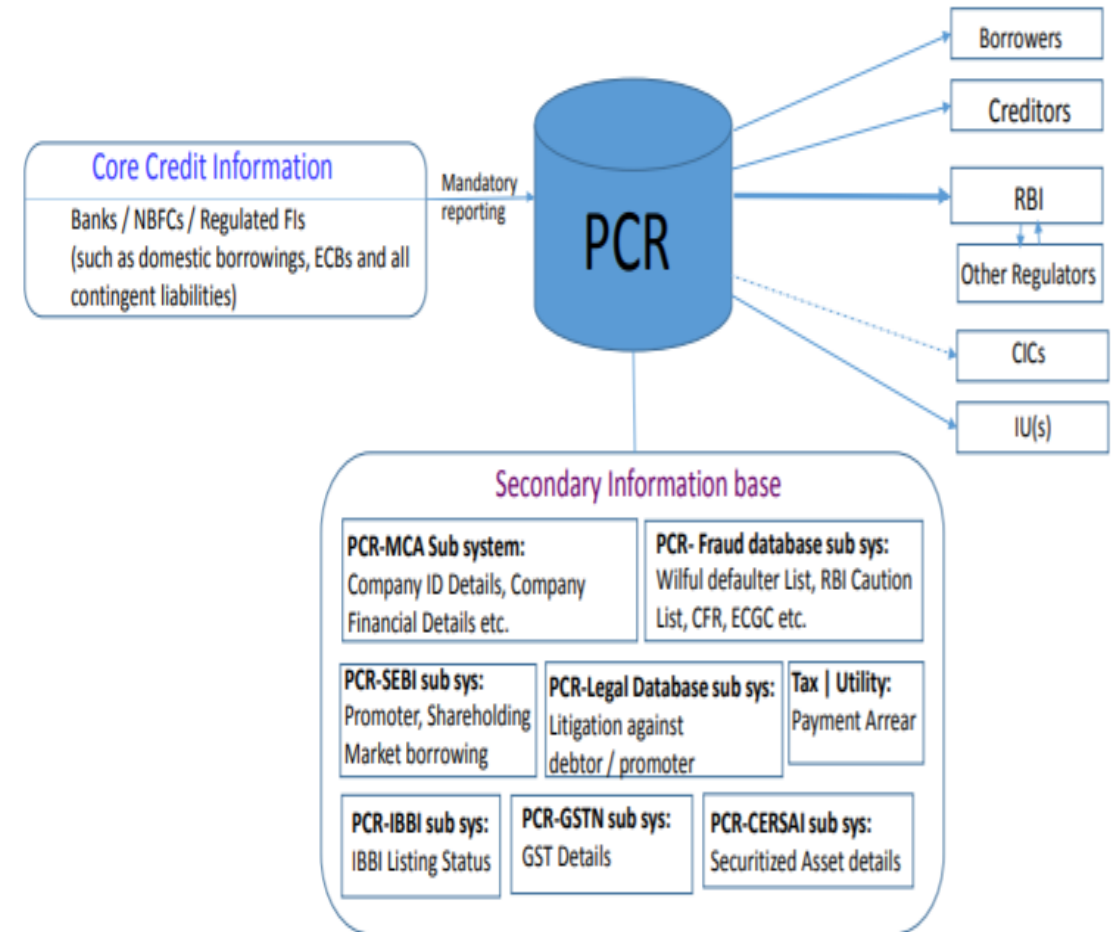 Core Credit Information
Banks / NBFCs / Regulated FIs
(such as domestic borrowings, ECBs and all
contingent liabilities)
Mandatory
reporting
PCR
Borrowers
Creditors
RBI
Other Regulators
CICs
IU(s)
Secondary Information base
PCR-MCA Sub system:
Company ID Details, Company
Financial Details etc.
PCR- Fraud database sub sys:
Wilful defaulter List, RBI Caution
List, CFR, ECGC etc.
PCR-SEBI sub sys:
Promoter, Shareholding
Market borrowing
PCR-Legal Database sub sys:
Litigation against
debtor / promoter
Tax | Utility:
Payment Arrear
PCR-IBBI sub sys:
IBBI Listing Status
PCR-GSTN sub sys:
GST Details
PCR-CERSAI sub sys:
Securitized Asset details